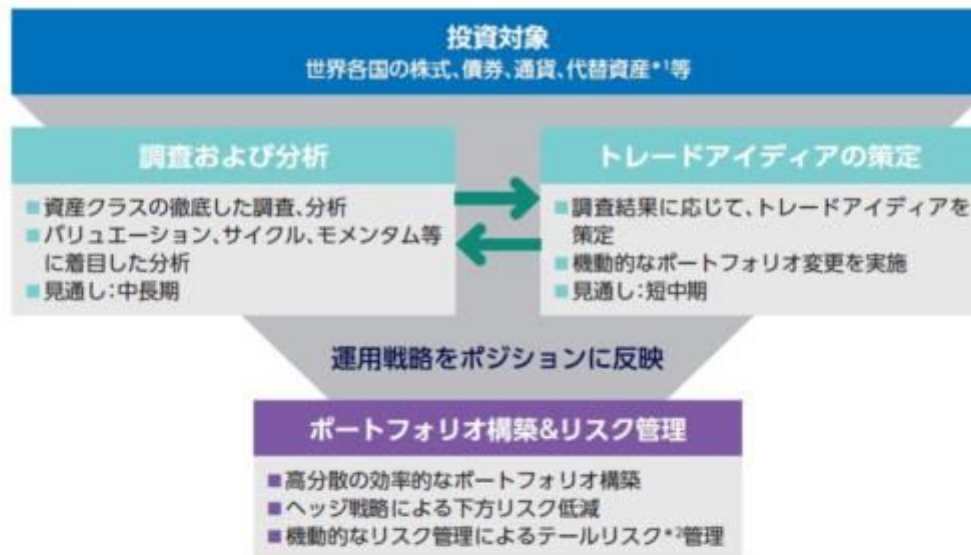 投資対象
世界各国の株式、債券、通貨、代替資産*1等
調査および分析
■資産クラスの徹底した調査、分析
■バリュエーション、サイクル、モメンタム等
に着目した分析
■見通し:中長期
トレードアイディアの策定
■調査結果に応じて、トレードアイディアを
策定
■機動的なポートフォリオ変更を実施
■見通し:短中期
運用戦略をポジションに反映
ポートフォリオ構築&リスク管理
■高分散の効率的なポートフォリオ構築
■ヘッジ戦略による下方リスク低減
■機動的なリスク管理によるテールリスク*2管理